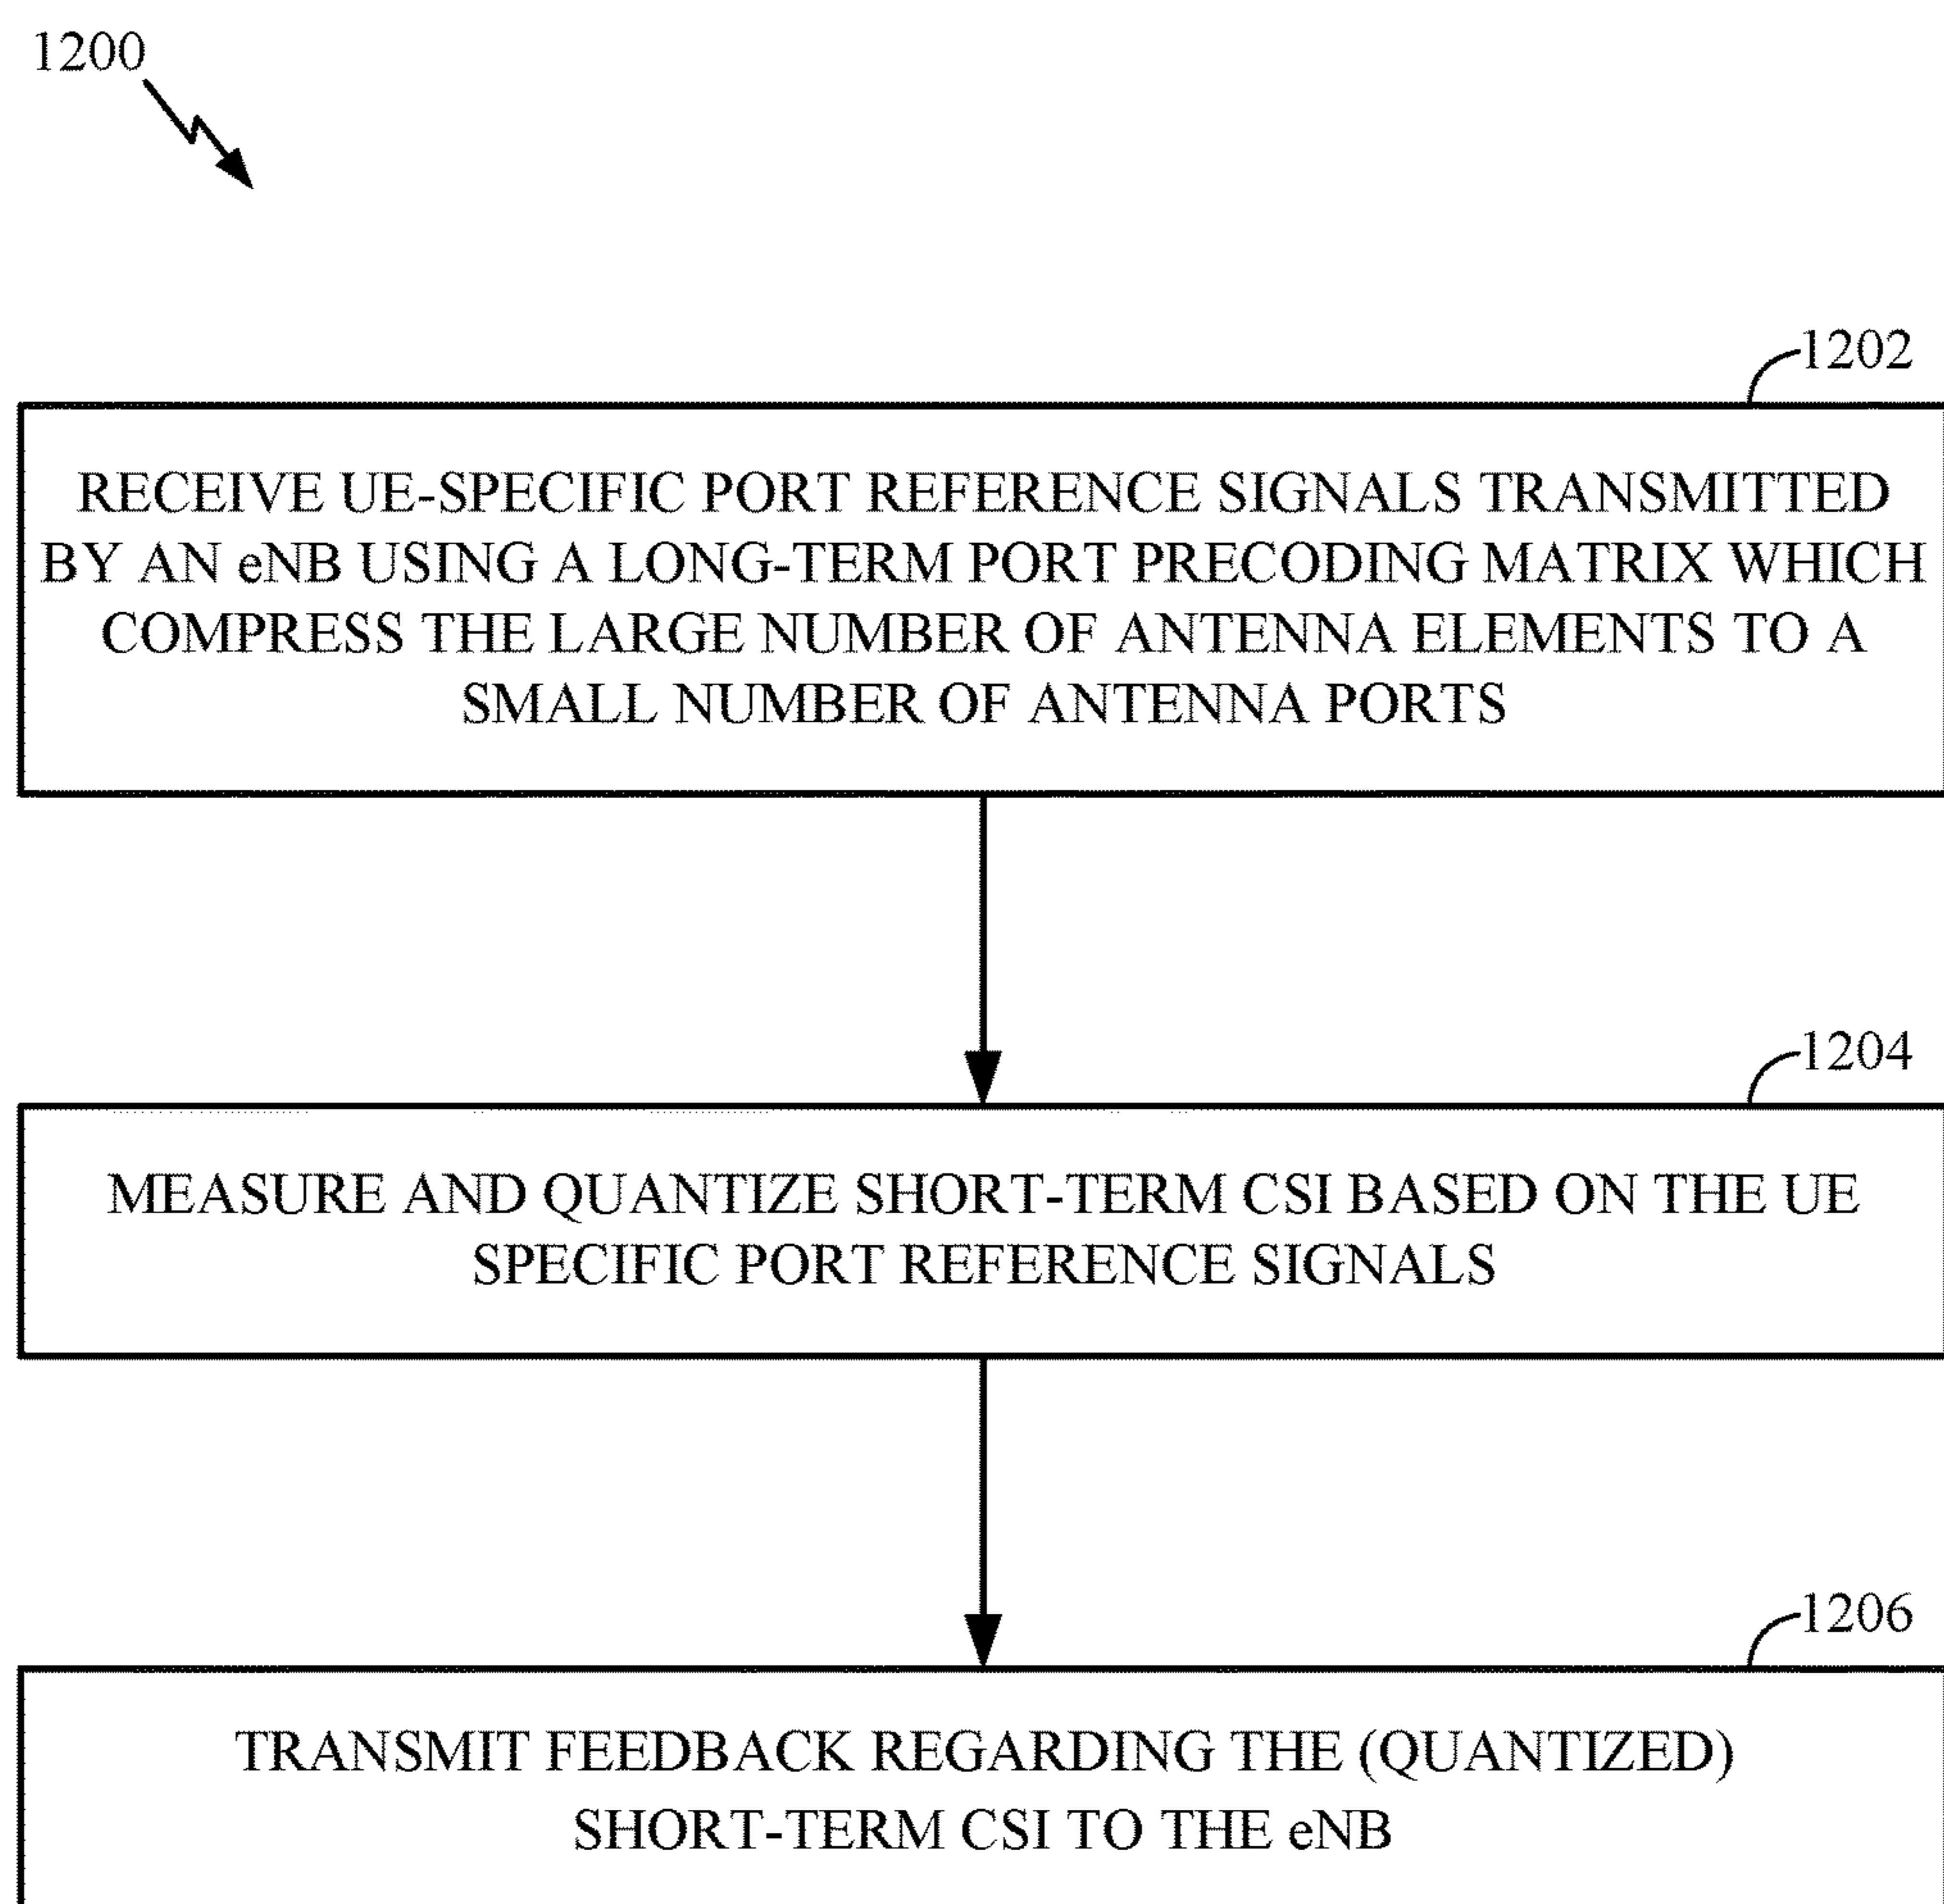 1200
1202
RECEIVE UE-SPECIFIC PORT REFERENCE SIGNALS TRANSMITTED
BY AN eNB USING A LONG-TERM PORT PRECODING MATRIX WHICH
COMPRESS THE LARGE NUMBER OF ANTENNA ELEMENTS TO A
SMALL NUMBER OF ANTENNA PORTS
1204
MEASURE AND QUANTIZE SHORT-TERM CSI BASED ON THE UE
SPECIFIC PORT REFERENCE SIGNALS
1206
TRANSMIT FEEDBACK REGARDING THE (QUANTIZED)
SHORT-TERM CSI TO THE eNB